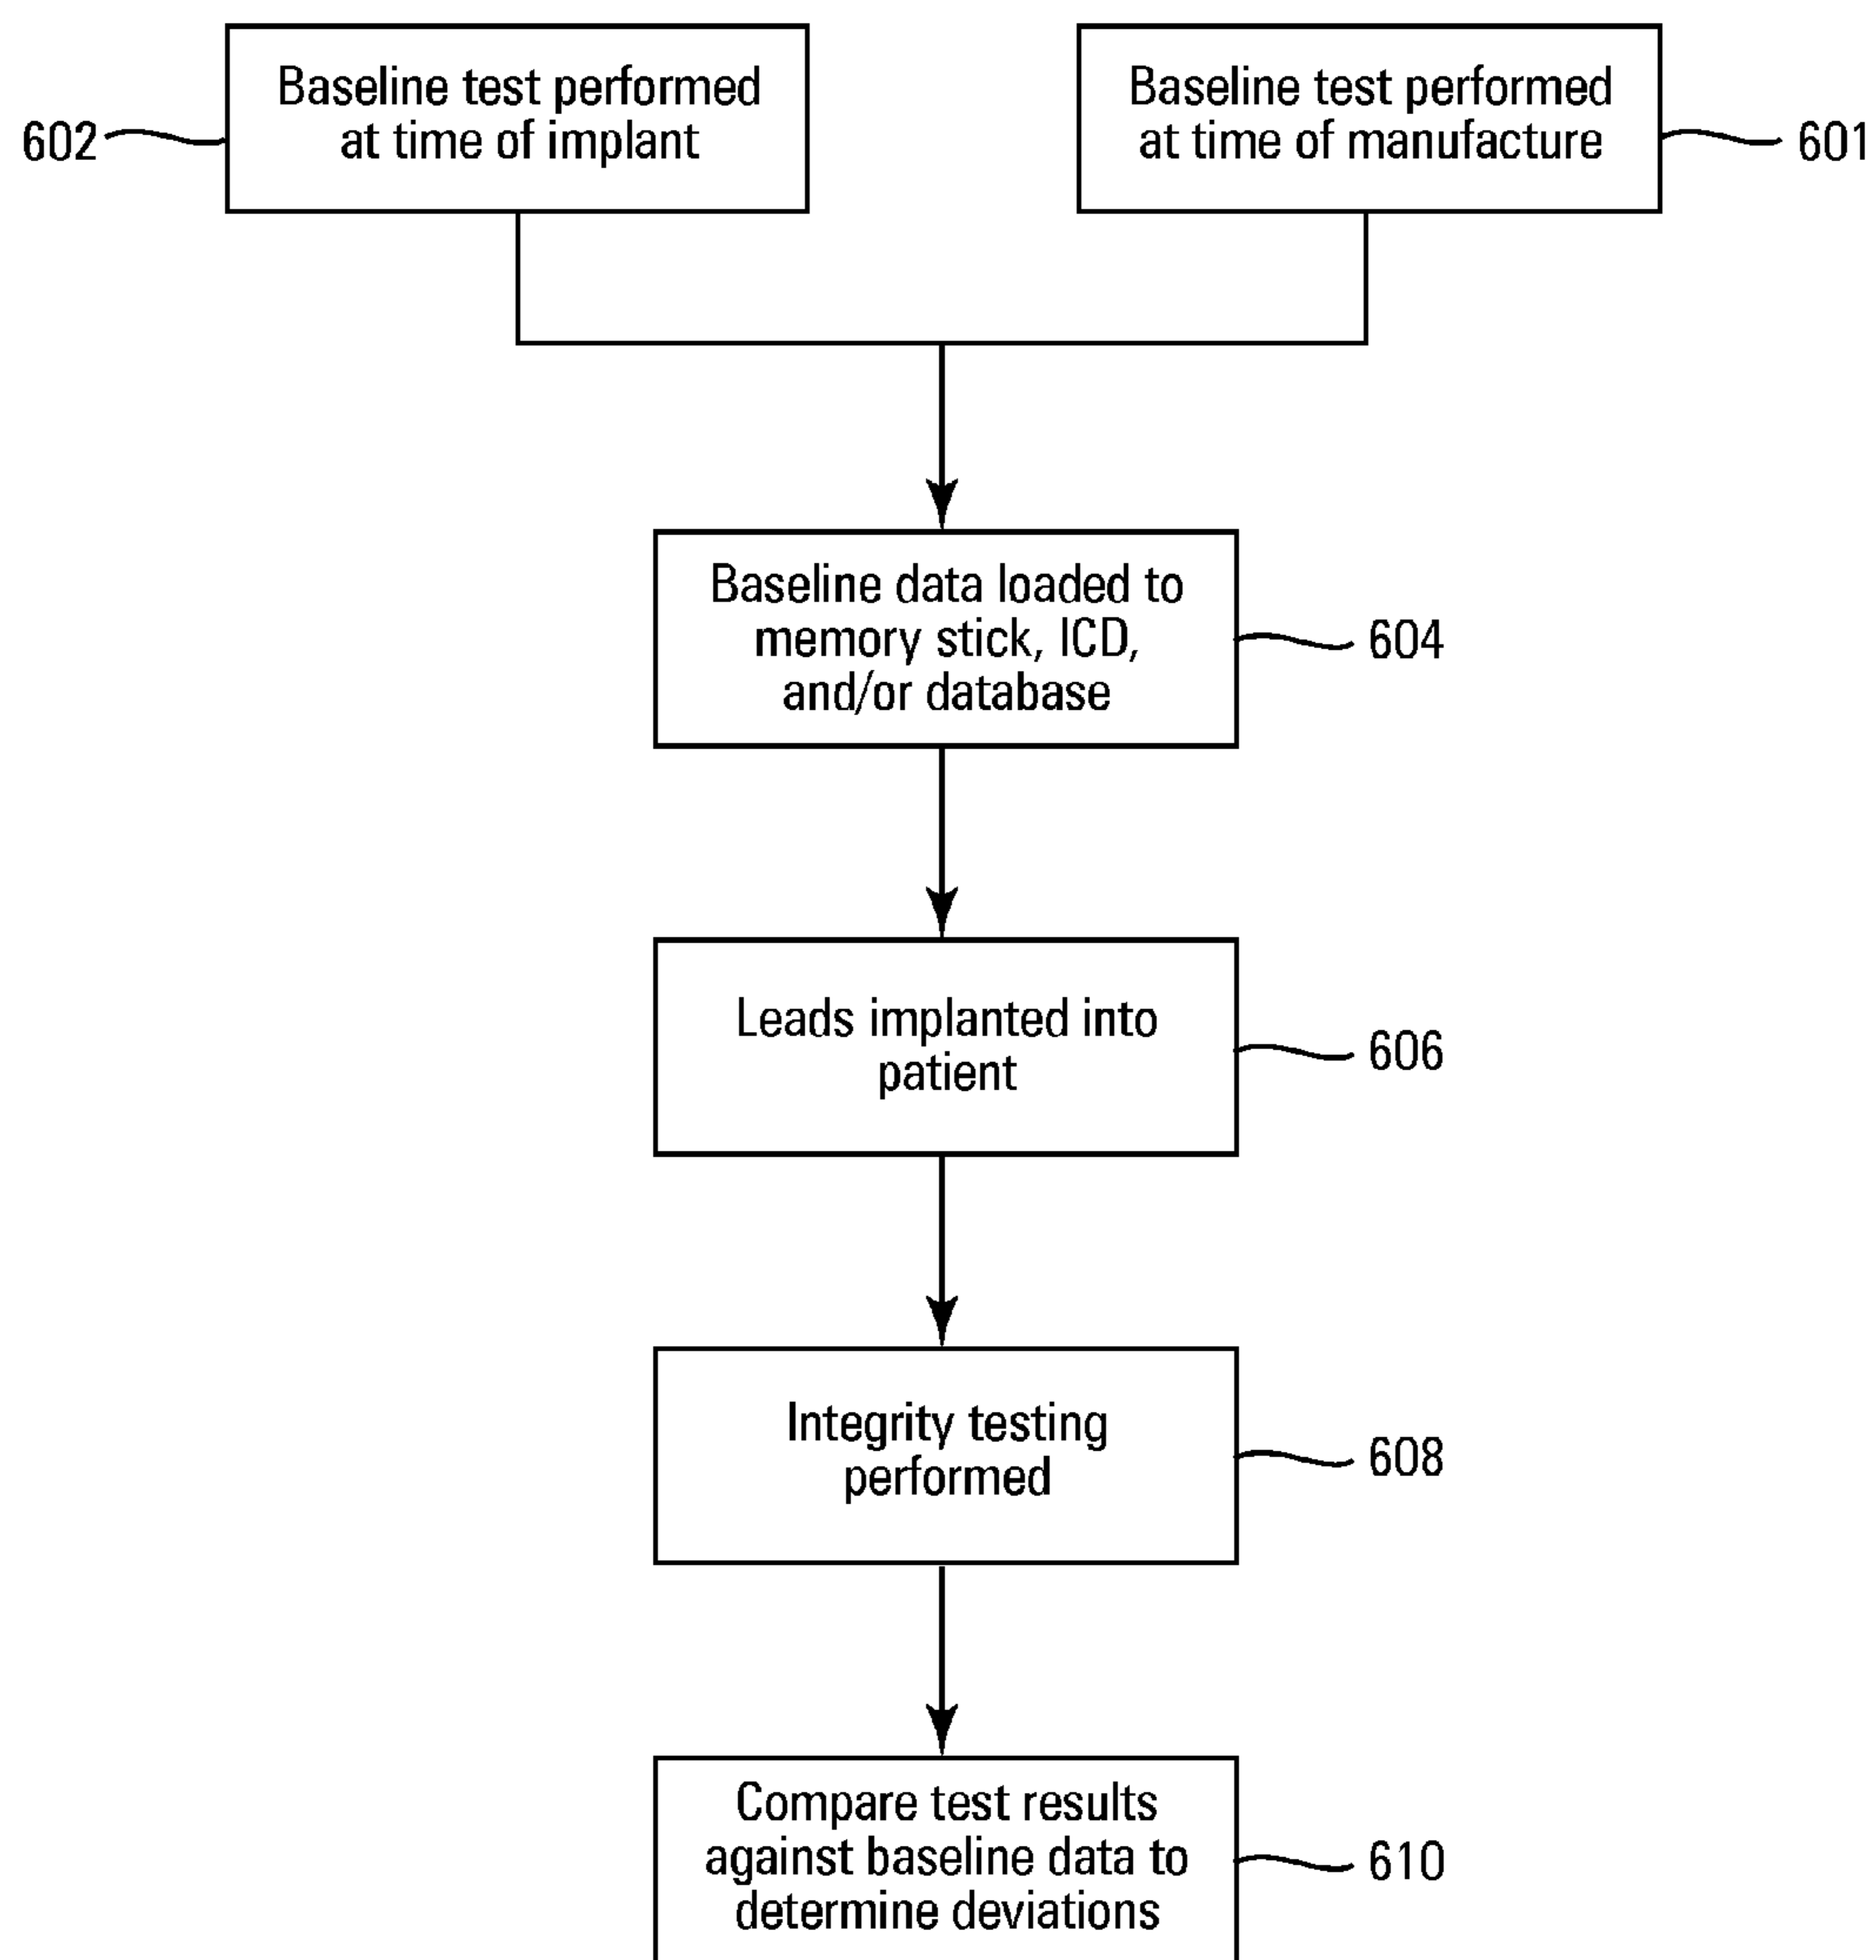 Baseline test performed
at time of implant
602
Baseline test performed
at time of manufacture
601
Baseline data loaded to
memory stick, ICD,
and/or database
604
Leads implanted into
patient
606
Integrity testing
performed
608
Compare test results
against baseline data to
determine deviations
610